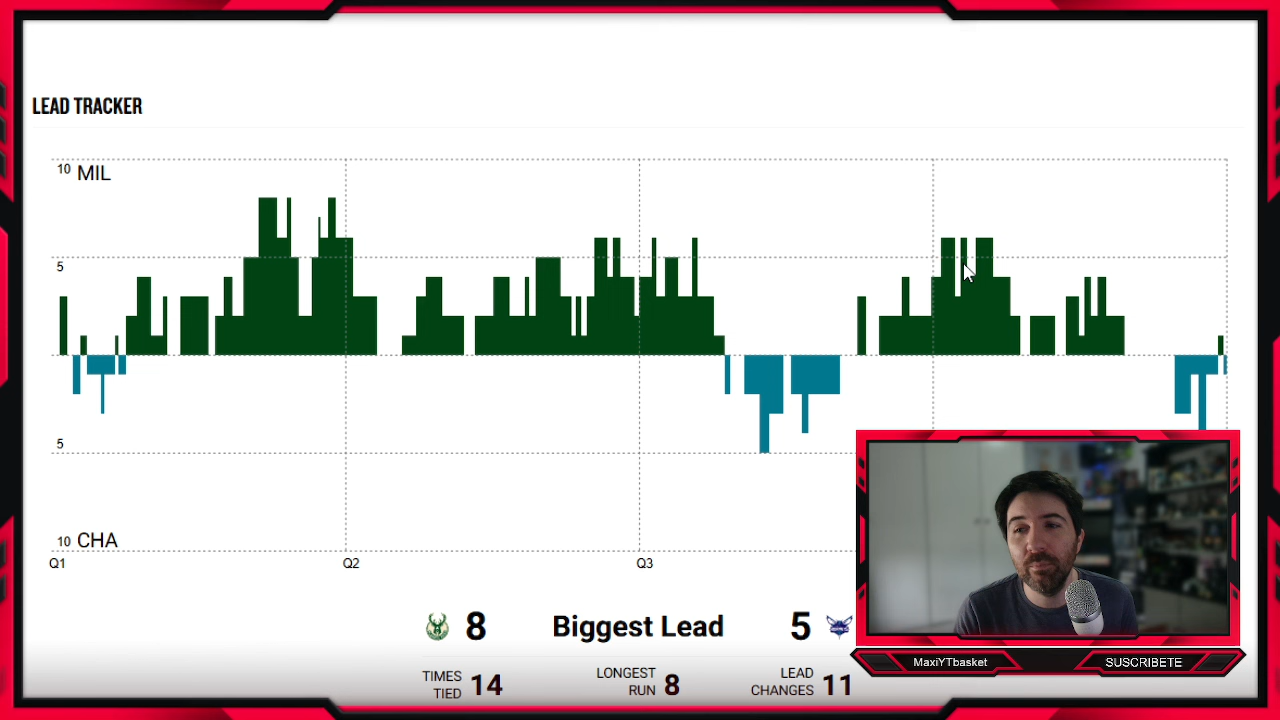 LEAD TRACKER
10 MIL
5
5
10 CHA
Q1 Q2 Q3
8 Biggest Lead 5
TIMES TIED 14 LONGEST RUN 8 LEAD CHANGES 11
MaxiYTbasket SUSCRIBETE